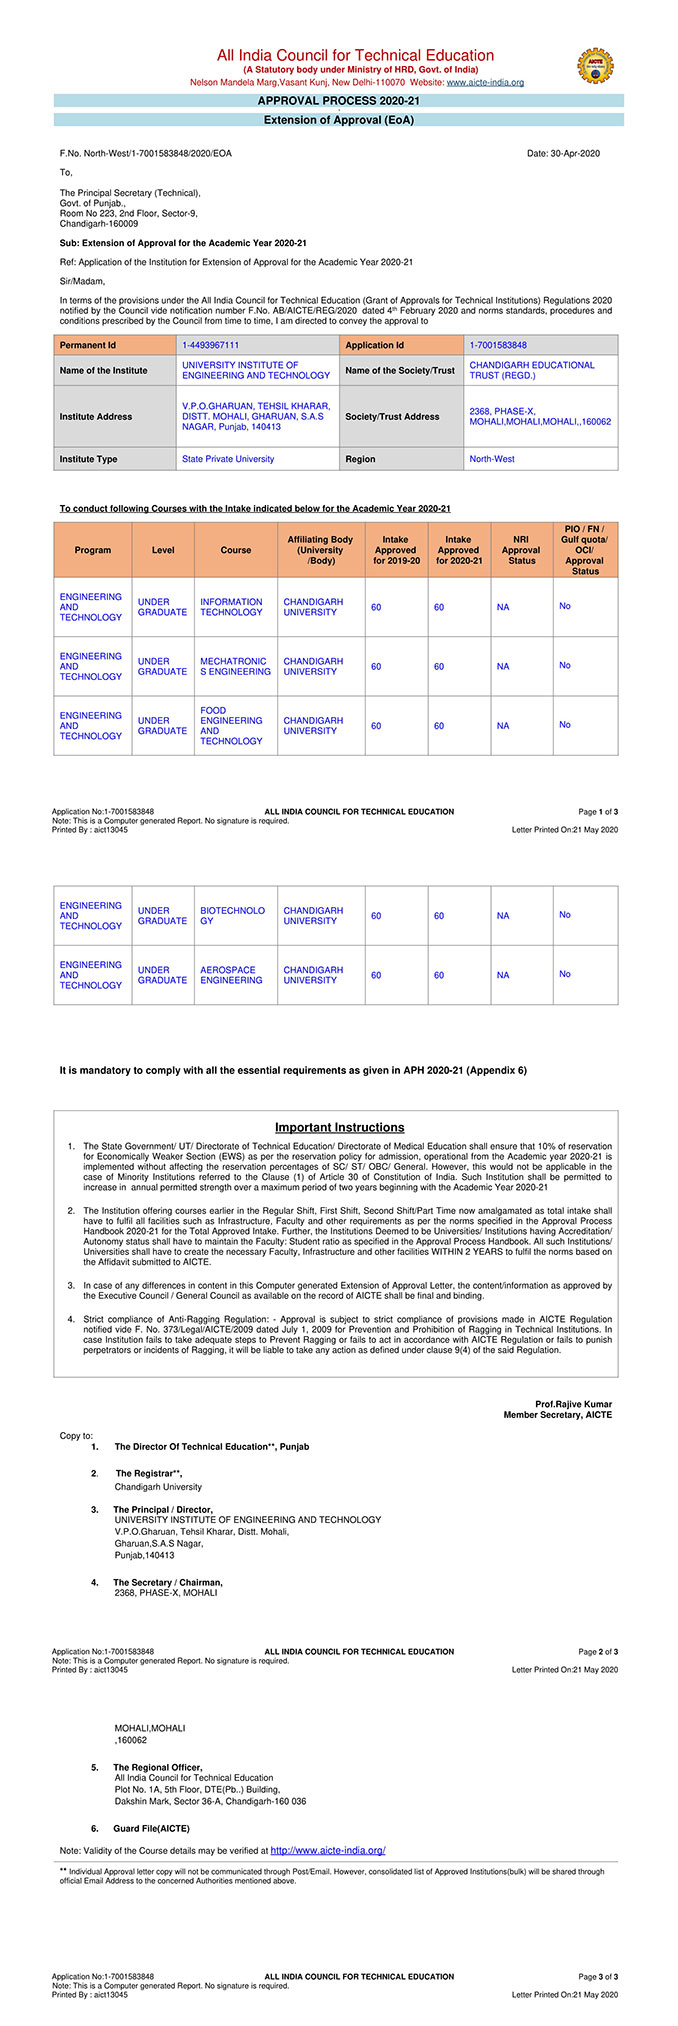 All India Council for Technical Education
(A Statutory body under Ministry of HRD, Govt. of India)
Nelson Mandela Marg,Vasant Kunj, New Delhi-110070 Website: www.aicte-india.org
AICTE
APPROVAL PROCESS 2020-21
Extension of Approval (EoA)
F.No. North-West/1-7001583848/2020/EOA Date: 30-Apr-2020
To,
The Principal Secretary (Technical),
Govt. of Punjab.,
Room No 223, 2nd Floor, Sector-9,
Chandigarh-160009
Sub: Extension of Approval for the Academic Year 2020-21
Ref: Application of the Institution for Extension of Approval for the Academic Year 2020-21
Sir/Madam,
In terms of the provisions under the All India Council for Technical Education (Grant of Approvals for Technical Institutions) Regulations 2020
notified by the Council vide notification number F.No. AB/AICTE/REG/2020 dated 4th February 2020 and norms standards, procedures and
conditions prescribed by the Council from time to time, I am directed to convey the approval to
Permanent Id 1-4493967111 Application Id 1-7001583848
Name of the Institute
UNIVERSITY INSTITUTE OF
ENGINEERING AND TECHNOLOGY
Name of the Society/Trust
CHANDIGARH EDUCATIONAL
TRUST (REGD.)
Institute Address
V.P.O.GHARUAN, TEHSIL KHARAR,
DISTT. MOHALI, GHARUAN, S.A.S
NAGAR, Punjab, 140413
Society/Trust Address
2368, PHASE-X,
MOHALI,MOHALI,MOHALI,,160062
Institute Type State Private University Region North-West
To conduct following Courses with the Intake indicated below for the Academic Year 2020-21
Program
Level
Course
Affiliating Body
(University
/Body)
Intake
Approved
for 2019-20
Intake
Approved
for 2020-21
NRI
Approval
Status
PIO / FN /
Gulf quota/
OCI/
Approval
Status
ENGINEERING
AND
TECHNOLOGY
UNDER
GRADUATE
INFORMATION
TECHNOLOGY
CHANDIGARH
UNIVERSITY
60
60
NA
No
ENGINEERING
AND
TECHNOLOGY
UNDER
GRADUATE
MECHATRONIC
S ENGINEERING
CHANDIGARH
UNIVERSITY
60
60
NA
No
ENGINEERING
AND
TECHNOLOGY
UNDER
GRADUATE
FOOD
ENGINEERING
AND
TECHNOLOGY
CHANDIGARH
UNIVERSITY
60
60
NA
No
Application No:1-7001583848 ALL INDIA COUNCIL FOR TECHNICAL EDUCATION Page 1 of 3
Note: This is a Computer generated Report. No signature is required.
Printed By : aict13045 Letter Printed On:21 May 2020
ENGINEERING
AND
TECHNOLOGY
UNDER
GRADUATE
BIOTECHNOLO
GY
CHANDIGARH
UNIVERSITY
60
60
NA
No
ENGINEERING
AND
TECHNOLOGY
UNDER
GRADUATE
AEROSPACE
ENGINEERING
CHANDIGARH
UNIVERSITY
60
60
NA
No
It is mandatory to comply with all the essential requirements as given in APH 2020-21 (Appendix 6)
Important Instructions
1. The State Government/ UT/ Directorate of Technical Education/ Directorate of Medical Education shall ensure that 10% of reservation
for Economically Weaker Section (EWS) as per the reservation policy for admission, operational from the Academic year 2020-21 is
implemented without affecting the reservation percentages of SC/ ST/ OBC/ General. However, this would not be applicable in the
case of Minority Institutions referred to the Clause (1) of Article 30 of Constitution of India. Such Institution shall be permitted to
increase in annual permitted strength over a maximum period of two years beginning with the Academic Year 2020-21
2. The Institution offering courses earlier in the Regular Shift, First Shift, Second Shift/Part Time now amalgamated as total intake shall
have to fulfil all facilities such as Infrastructure, Faculty and other requirements as per the norms specified in the Approval Process
Handbook 2020-21 for the Total Approved Intake. Further, the Institutions Deemed to be Universities/ Institutions having Accreditation/
Autonomy status shall have to maintain the Faculty: Student ratio as specified in the Approval Process Handbook. All such Institutions/
Universities shall have to create the necessary Faculty, Infrastructure and other facilities WITHIN 2 YEARS to fulfil the norms based on
the Affidavit submitted to AICTE.
3. In case of any differences in content in this Computer generated Extension of Approval Letter, the content/information as approved by
the Executive Council / General Council as available on the record of AICTE shall be final and binding.
4. Strict compliance of Anti-Ragging Regulation: - Approval is subject to strict compliance of provisions made in AICTE Regulation
notified vide F. No. 373/Legal/AICTE/2009 dated July 1, 2009 for Prevention and Prohibition of Ragging in Technical Institutions. In
case Institution fails to take adequate steps to Prevent Ragging or fails to act in accordance with AICTE Regulation or fails to punish
perpetrators or incidents of Ragging, it will be liable to take any action as defined under clause 9(4) of the said Regulation.
Prof.Rajive Kumar
Member Secretary, AICTE
Copy to:
1. The Director Of Technical Education**, Punjab
2. The Registrar**,
Chandigarh University
3. The Principal / Director,
UNIVERSITY INSTITUTE OF ENGINEERING AND TECHNOLOGY
V.P.O.Gharuan, Tehsil Kharar, Distt. Mohali,
Gharuan,S.A.S Nagar,
Punjab,140413
4. The Secretary / Chairman,
2368, PHASE-X, MOHALI
Application No:1-7001583848 ALL INDIA COUNCIL FOR TECHNICAL EDUCATION Page 2 of 3
Note: This is a Computer generated Report. No signature is required.
Printed By : aict13045 Letter Printed On:21 May 2020
MOHALI,MOHALI
,160062
5. The Regional Officer,
All India Council for Technical Education
Plot No. 1A, 5th Floor, DTE(Pb..) Building,
Dakshin Mark, Sector 36-A, Chandigarh-160 036
6. Guard File(AICTE)
Note: Validity of the Course details may be verified at http://www.aicte-india.org/
** Individual Approval letter copy will not be communicated through Post/Email. However, consolidated list of Approved Institutions(bulk) will be shared through
official Email Address to the concerned Authorities mentioned above.
Application No:1-7001583848 ALL INDIA COUNCIL FOR TECHNICAL EDUCATION Page 3 of 3
Note: This is a Computer generated Report. No signature is required.
Printed By : aict13045 Letter Printed On:21 May 2020